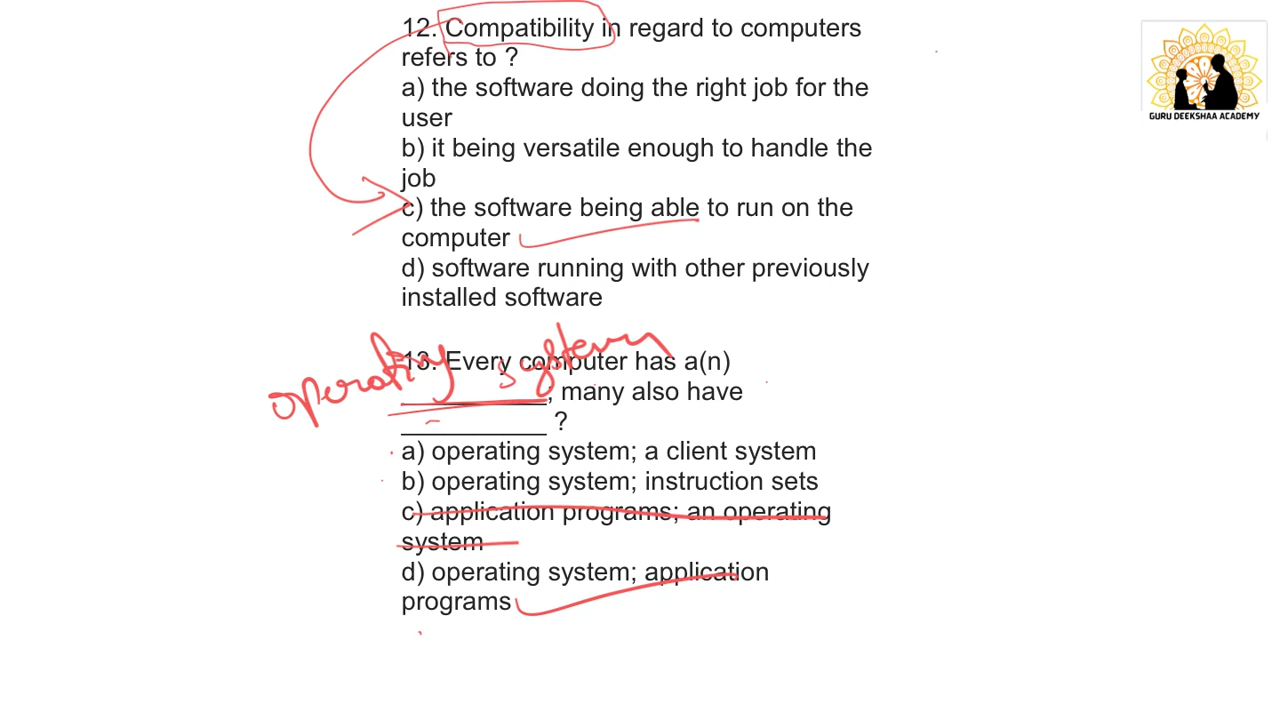 12. Compatibility in regard to computers
refers to ?
a) the software doing the right job for the
user
b) it being versatile enough to handle the
job
c) the software being able to run on the
computer
d) software running with other previously
installed software
operating system
13. Every computer has a(n)
__________; many also have
__________ ?
a) operating system; a client system
b) operating system; instruction sets
c) application programs; an operating
system
d) operating system; application
programs
GURU DEEKSHAA ACADEMY